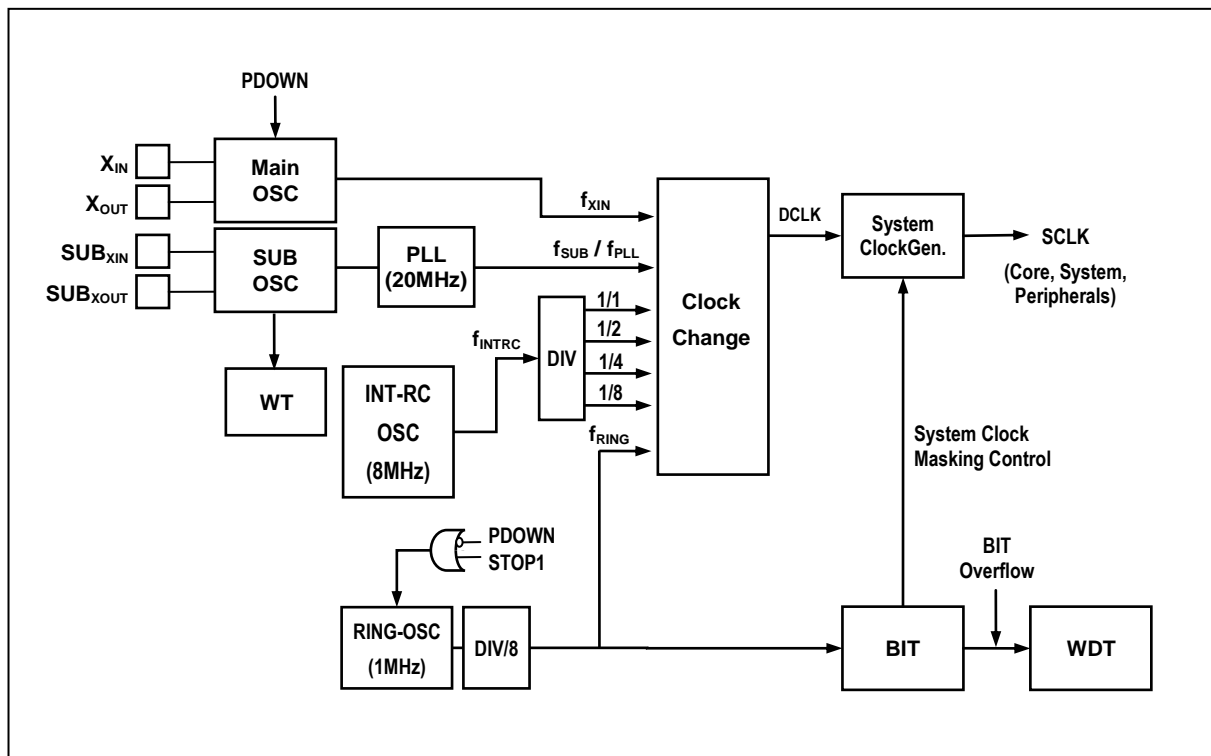 PDOWN
XIN
XOUT
Main
OSC
fXIN
SUBXIN
SUBXOUT
SUB
OSC
PLL
(20MHz)
fSUB / fPLL
WT
INT-RC
OSC
(8MHz)
fINTRC
DIV
1/1
1/2
1/4
1/8
fRING
Clock
Change
DCLK
System
ClockGen.
SCLK
(Core, System,
Peripherals)
System Clock
Masking Control
PDOWN
STOP1
RING-OSC
(1MHz)
DIV/8
BIT
BIT
Overflow
WDT